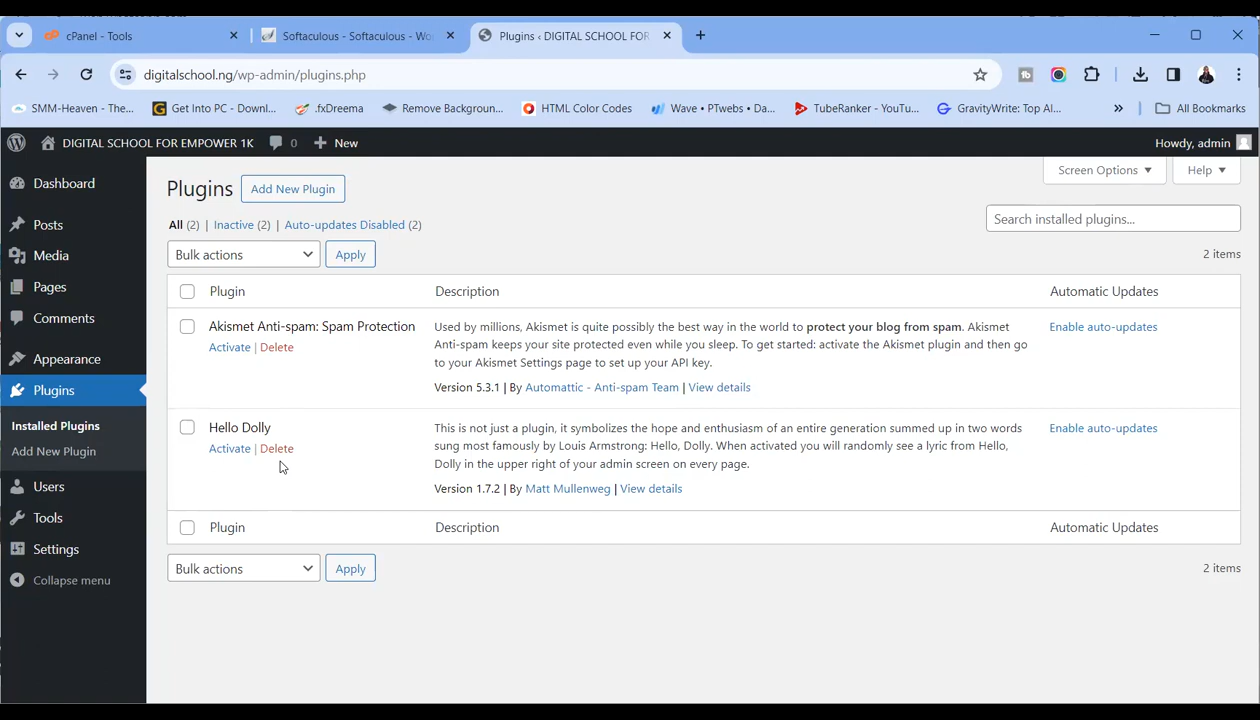 cPanel - Tools
Softaculous - Softaculous - Wo
Plugins ‹ DIGITAL SCHOOL FOR
digitalschool.ng/wp-admin/plugins.php
SMM-Heaven - The...
Get Into PC - Downl...
.fxDreema
Remove Backgroun...
HTML Color Codes
Wave • PTwebs • Da...
TubeRanker - YouTu...
GravityWrite: Top AI...
»
All Bookmarks
DIGITAL SCHOOL FOR EMPOWER 1K
0
New
Howdy, admin
Dashboard
Posts
Media
Pages
Comments
Appearance
Plugins
Installed Plugins
Add New Plugin
Users
Tools
Settings
Collapse menu
Screen Options
Help
Plugins
Add New Plugin
All (2) | Inactive (2) | Auto-updates Disabled (2)
Search installed plugins...
Bulk actions
Apply
2 items
Plugin
Description
Automatic Updates
Akismet Anti-spam: Spam Protection
Activate | Delete
Used by millions, Akismet is quite possibly the best way in the world to protect your blog from spam. Akismet
Anti-spam keeps your site protected even while you sleep. To get started: activate the Akismet plugin and then go
to your Akismet Settings page to set up your API key.
Version 5.3.1 | By Automattic - Anti-spam Team | View details
Enable auto-updates
Hello Dolly
Activate | Delete
This is not just a plugin, it symbolizes the hope and enthusiasm of an entire generation summed up in two words
sung most famously by Louis Armstrong: Hello, Dolly. When activated you will randomly see a lyric from Hello,
Dolly in the upper right of your admin screen on every page.
Version 1.7.2 | By Matt Mullenweg | View details
Enable auto-updates
Plugin
Description
Automatic Updates
Bulk actions
Apply
2 items